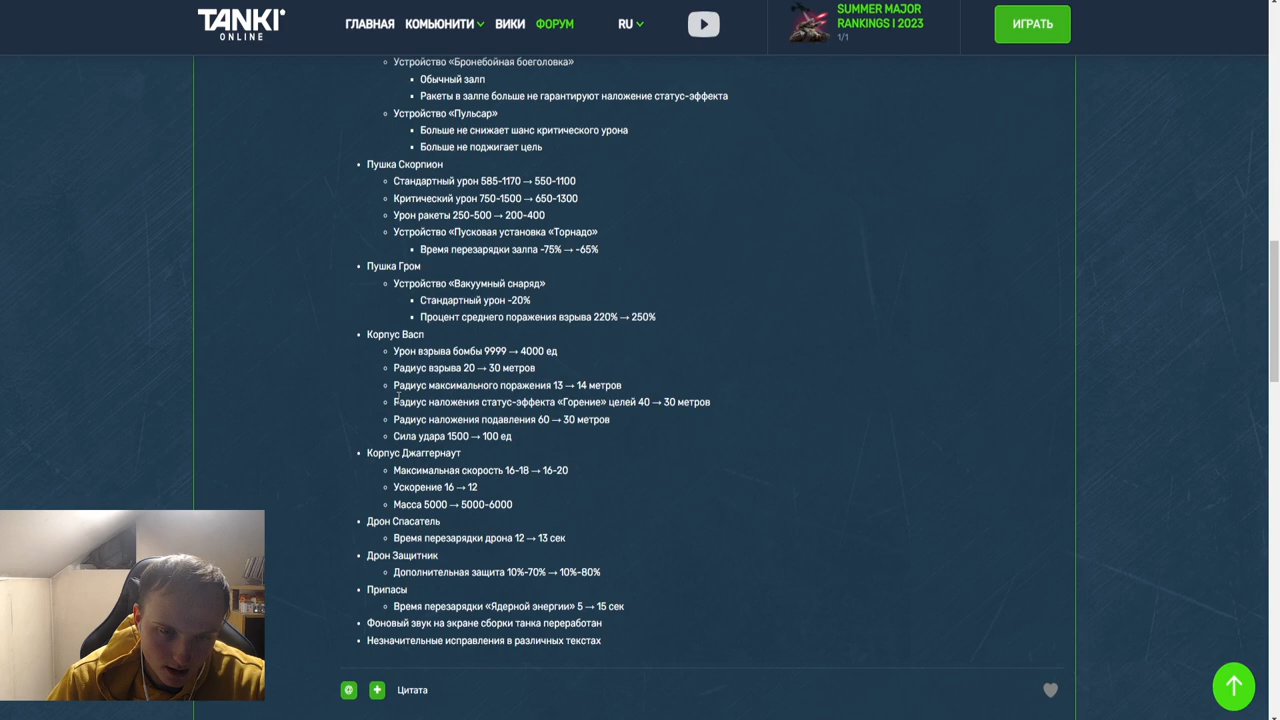 TANKI
ONLINE
ГЛАВНАЯ
КОМЬЮНИТИ
ВИКИ
ФОРУМ
RU
SUMMER MAJOR
RANKINGS I 2023
1/1
ИГРАТЬ
Устройство «Бронебойная боеголовка»
Обычный залп
Ракеты в залпе больше не гарантируют наложение статус-эффекта
Устройство «Пульсар»
Больше не снижает шанс критического урона
Больше не поджигает цель
Пушка Скорпион
Стандартный урон 585-1170 → 550-1100
Критический урон 750-1500 → 650-1300
Урон ракеты 250-500 → 200-400
Устройство «Пусковая установка «Торнадо»
Время перезарядки залпа -75% → -65%
Пушка Гром
Устройство «Вакуумный снаряд»
Стандартный урон -20%
Процент среднего поражения взрыва 220% → 250%
Корпус Васп
Урон взрыва бомбы 9999 → 4000 ед
Радиус взрыва 20 → 30 метров
Радиус максимального поражения 13 → 14 метров
Радиус наложения статус-эффекта «Горение» целей 40 → 30 метров
Радиус наложения подавления 60 → 30 метров
Сила удара 1500 → 100 ед
Корпус Джаггернаут
Максимальная скорость 16-18 → 16-20
Ускорение 16 → 12
Масса 5000 → 5000-6000
Дрон Спасатель
Время перезарядки дрона 12 → 13 сек
Дрон Защитник
Дополнительная защита 10%-70% → 10%-80%
Припасы
Время перезарядки «Ядерной энергии» 5 → 15 сек
Фоновый звук на экране сборки танка переработан
Незначительные исправления в различных текстах
@ + Цитата